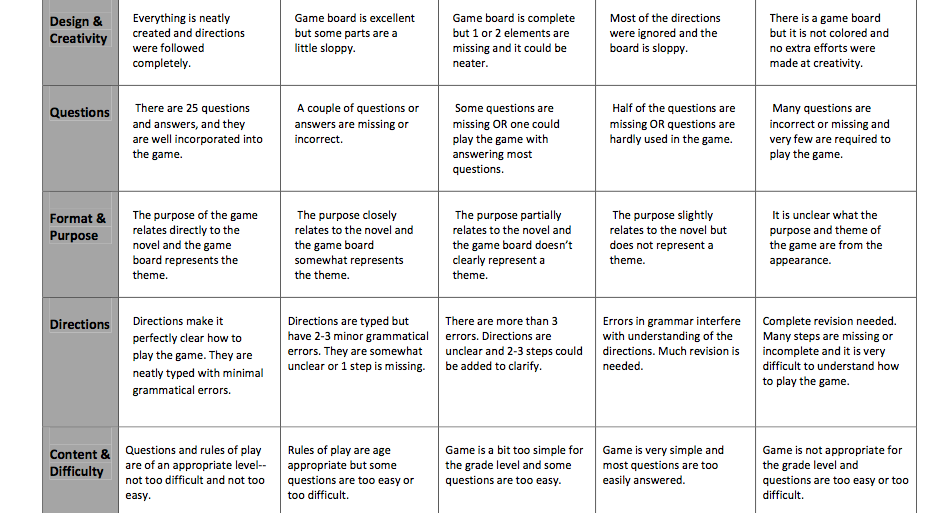 Design &
Creativity
Everything is neatly
created and directions
were followed
completely.
Game board is excellent
but some parts are a
little sloppy.
Game board is complete
but 1 or 2 elements are
missing and it could be
neater.
Most of the directions
were ignored and the
board is sloppy.
There is a game board
but it is not colored and
no extra efforts were
made at creativity.
Questions
There are 25 questions
and answers, and they
are well incorporated into
the game.
A couple of questions or
answers are missing or
incorrect.
Some questions are
missing OR one could
play the game with
answering most
questions.
Half of the questions are
missing OR questions are
hardly used in the game.
Many questions are
incorrect or missing and
very few are required to
play the game.
Format &
Purpose
The purpose of the game
relates directly to the
novel and the game
board represents the
theme.
The purpose closely
relates to the novel and
the game board
somewhat represents
the theme.
The purpose partially
relates to the novel and
the game board doesn't
clearly represent a
theme.
The purpose slightly
relates to the novel but
does not represent a
theme.
It is unclear what the
purpose and theme of
the game are from the
appearance.
Directions
Directions make it
perfectly clear how to
play the game. They are
neatly typed with minimal
grammatical errors.
Directions are typed but
have 2-3 minor grammatical
errors. They are somewhat
unclear or 1 step is missing.
There are more than 3
errors. Directions are
unclear and 2-3 steps could
be added to clarify.
Errors in grammar interfere
with understanding of the
directions. Much revision is
needed.
Complete revision needed.
Many steps are missing or
incomplete and it is very
difficult to understand how
to play the game.
Content &
Difficulty
Questions and rules of play
are of an appropriate level--
not too difficult and not too
easy.
Rules of play are age
appropriate but some
questions are too easy or
too difficult.
Game is a bit too simple for
the grade level and some
questions are too easy.
Game is very simple and
most questions are too
easily answered.
Game is not appropriate for
the grade level and
questions are too easy or too
difficult.